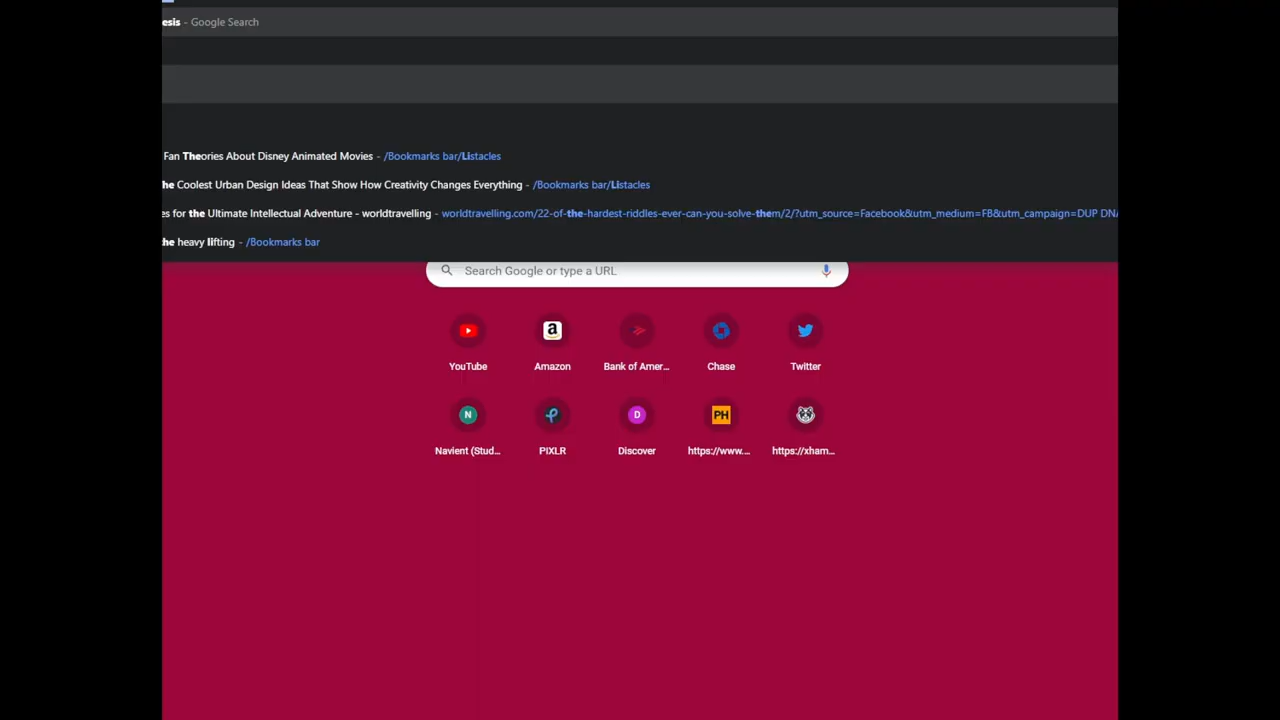 esis - Google Search
Fan Theories About Disney Animated Movies - /Bookmarks bar/Listacles
he Coolest Urban Design Ideas That Show How Creativity Changes Everything - /Bookmarks bar/Listacles
es for the Ultimate Intellectual Adventure - worldtravelling - worldtravelling.com/22-of-the-hardest-riddles-ever-can-you-solve-them/2/?utm_source=Facebook&utm_medium=FB&utm_campaign=DUP DNA
he heavy lifting - /Bookmarks bar
Search Google or type a URL
YouTube Amazon Bank of Amer... Chase Twitter
N D PH
Navient (Stud... PIXLR Discover https://www.... https://xham...